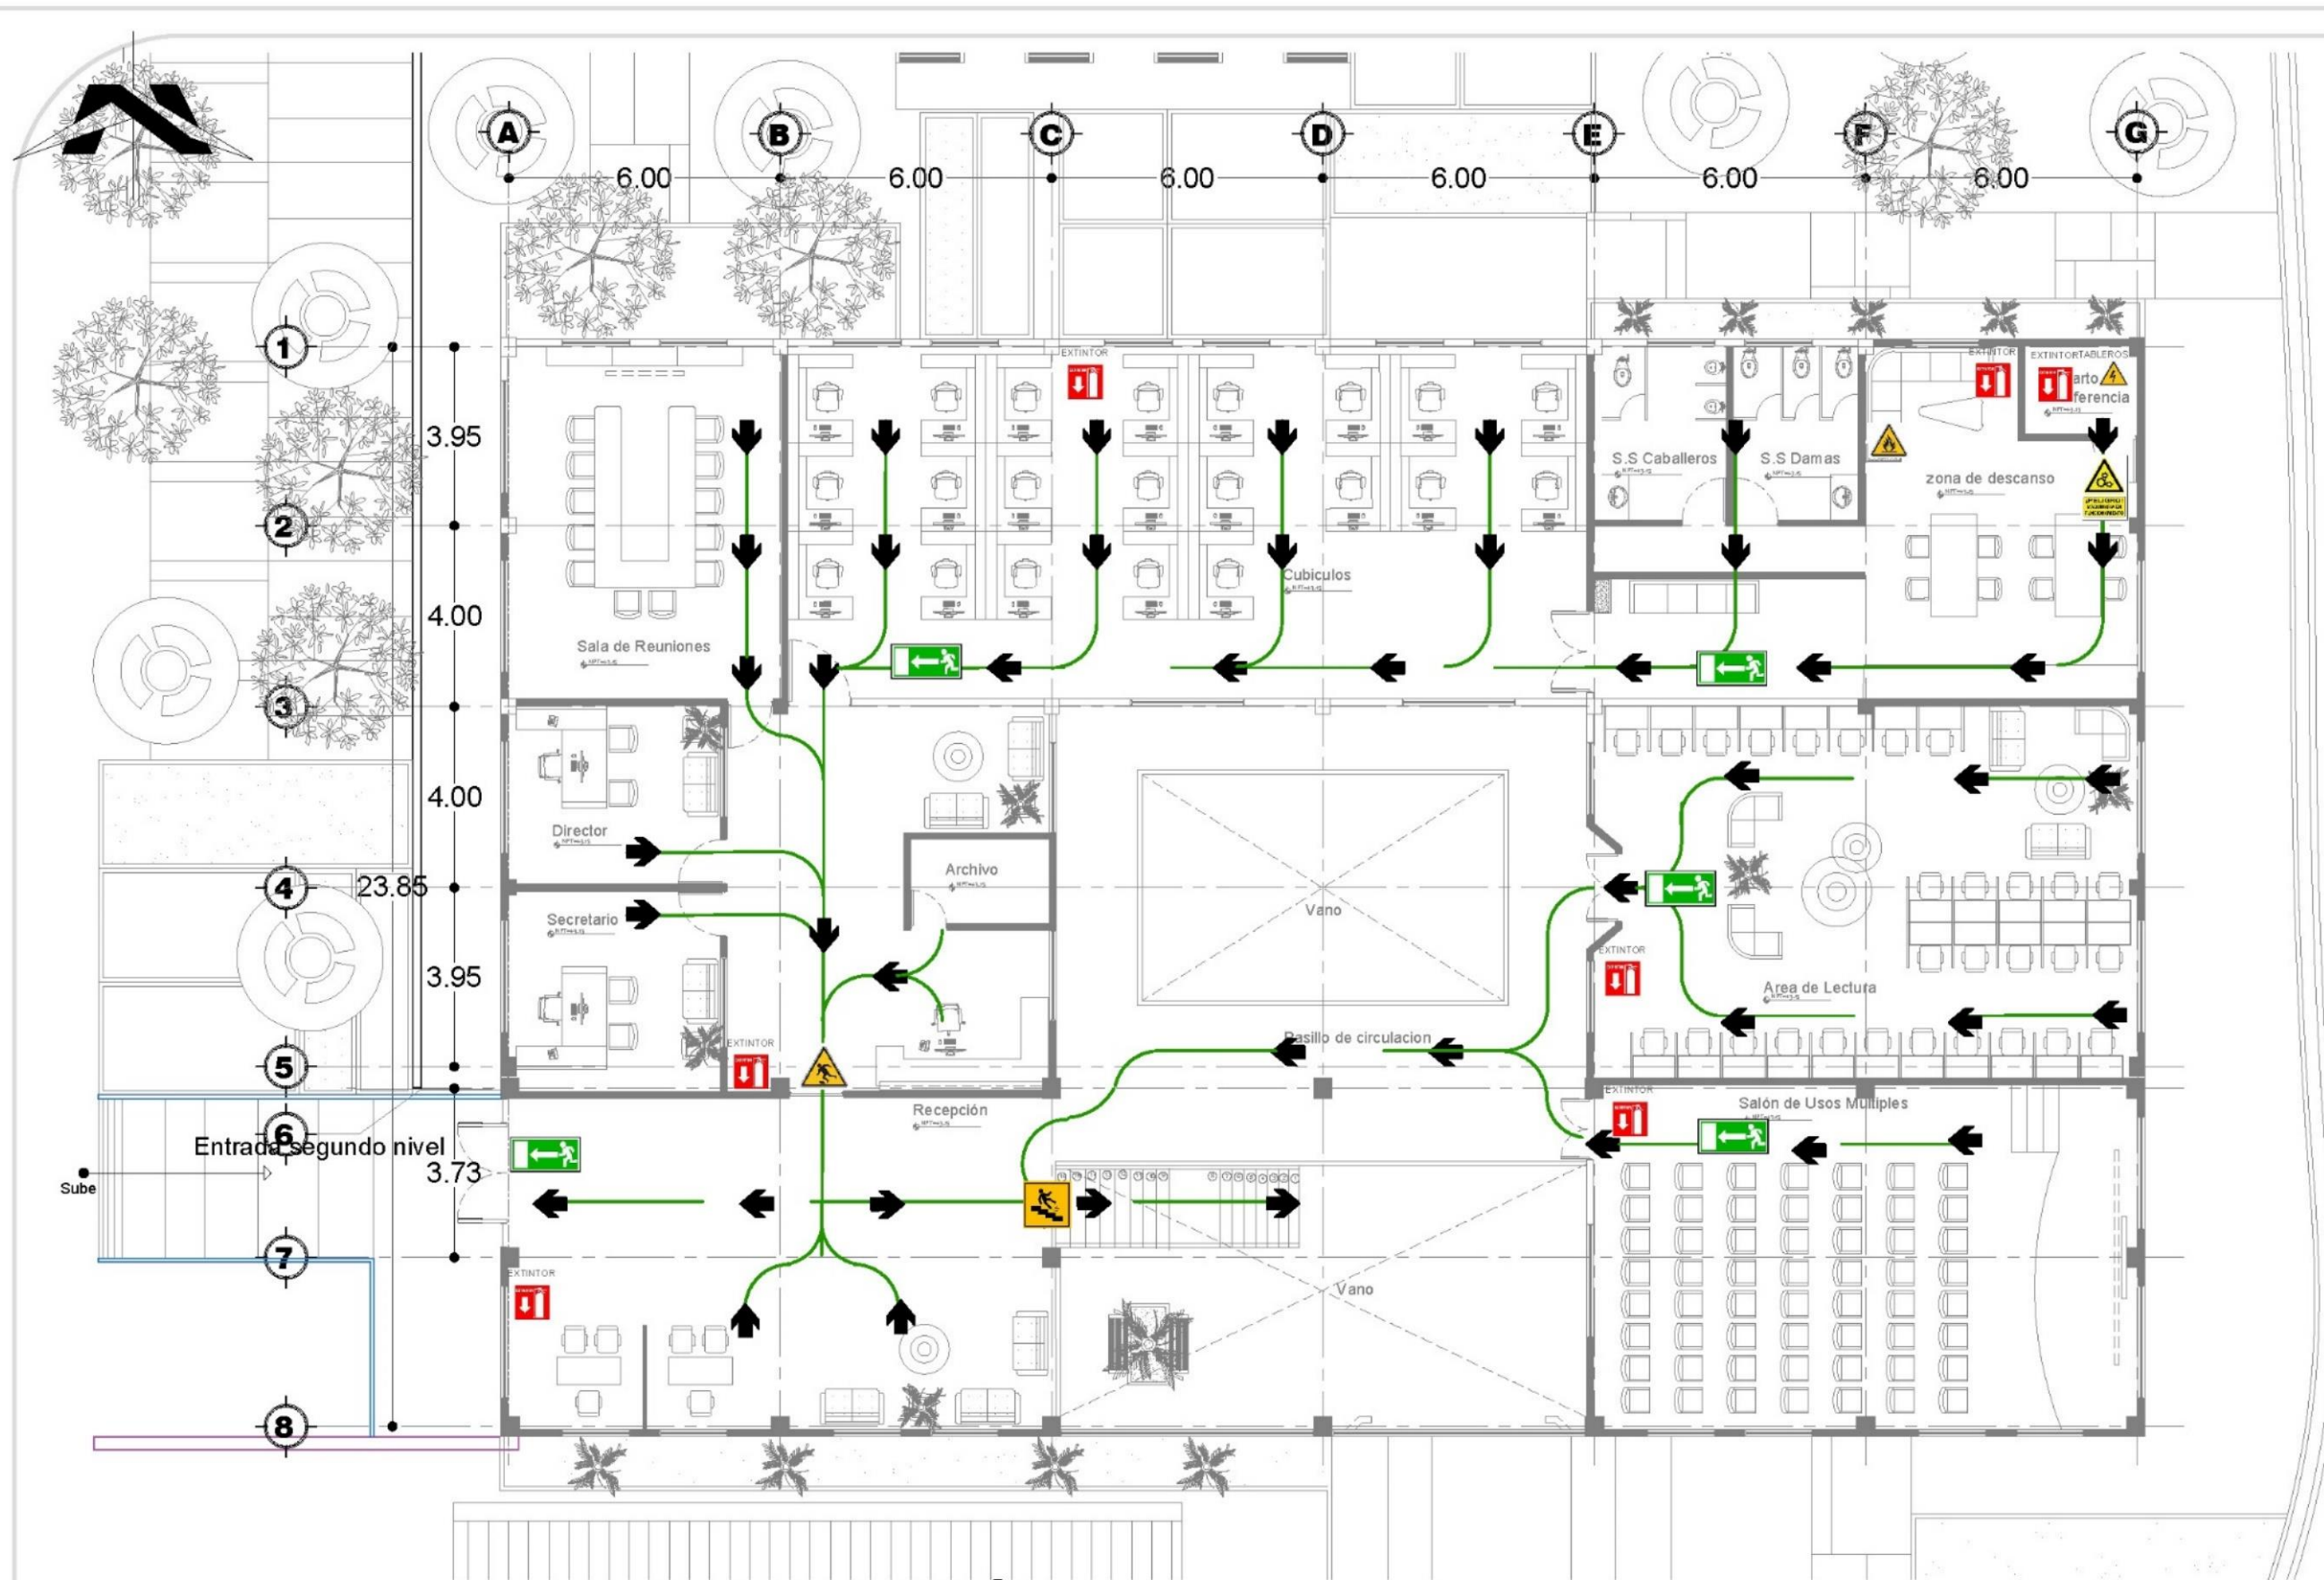 A
B
C
D
E
F
G
6.00
6.00
6.00
6.00
6.00
6.00
1
2
3
4
5
6
7
8
3.95
4.00
4.00
23.85
3.95
3.73
EXTINTOR
EXTINTOR
EXTINTOR
TABLEROS
arto
ferencia
S.S Caballeros
S.S Damas
zona de descanso
Cubiculos
Sala de Reuniones
Director
Archivo
Secretario
Vano
EXTINTOR
Area de Lectura
Pasillo de circulacion
EXTINTOR
EXTINTOR
Recepción
Salón de Usos Múltiples
Entrada segundo nivel
Sube
EXTINTOR
Vano